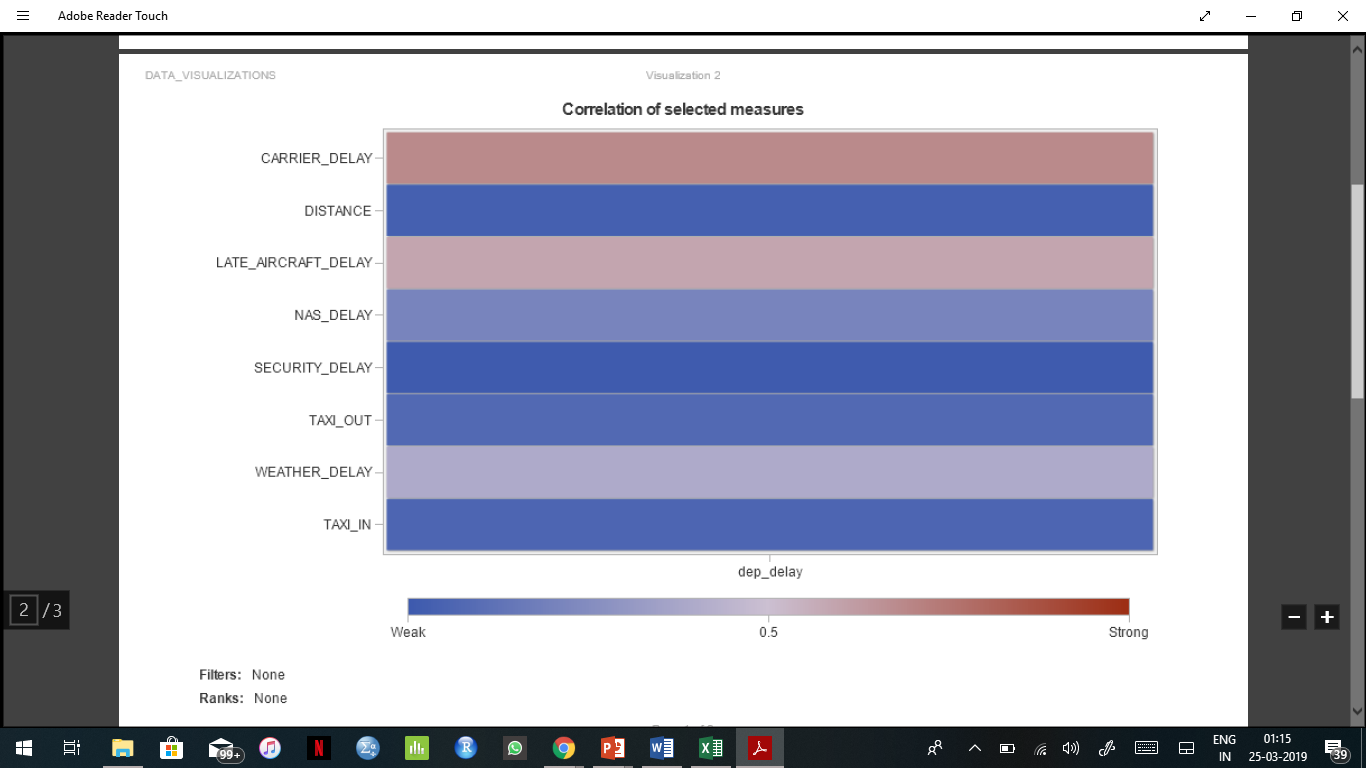 Adobe Reader Touch
DATA_VISUALIZATIONS
Visualization 2
Correlation of selected measures
CARRIER_DELAY
DISTANCE
LATE_AIRCRAFT_DELAY
NAS_DELAY
SECURITY_DELAY
TAXI_OUT
WEATHER_DELAY
TAXI_IN
dep_delay
Weak 0.5 Strong
2 / 3
Filters: None
Ranks: None
99+
N
R
ENG
IN
01:15
25-03-2019
39